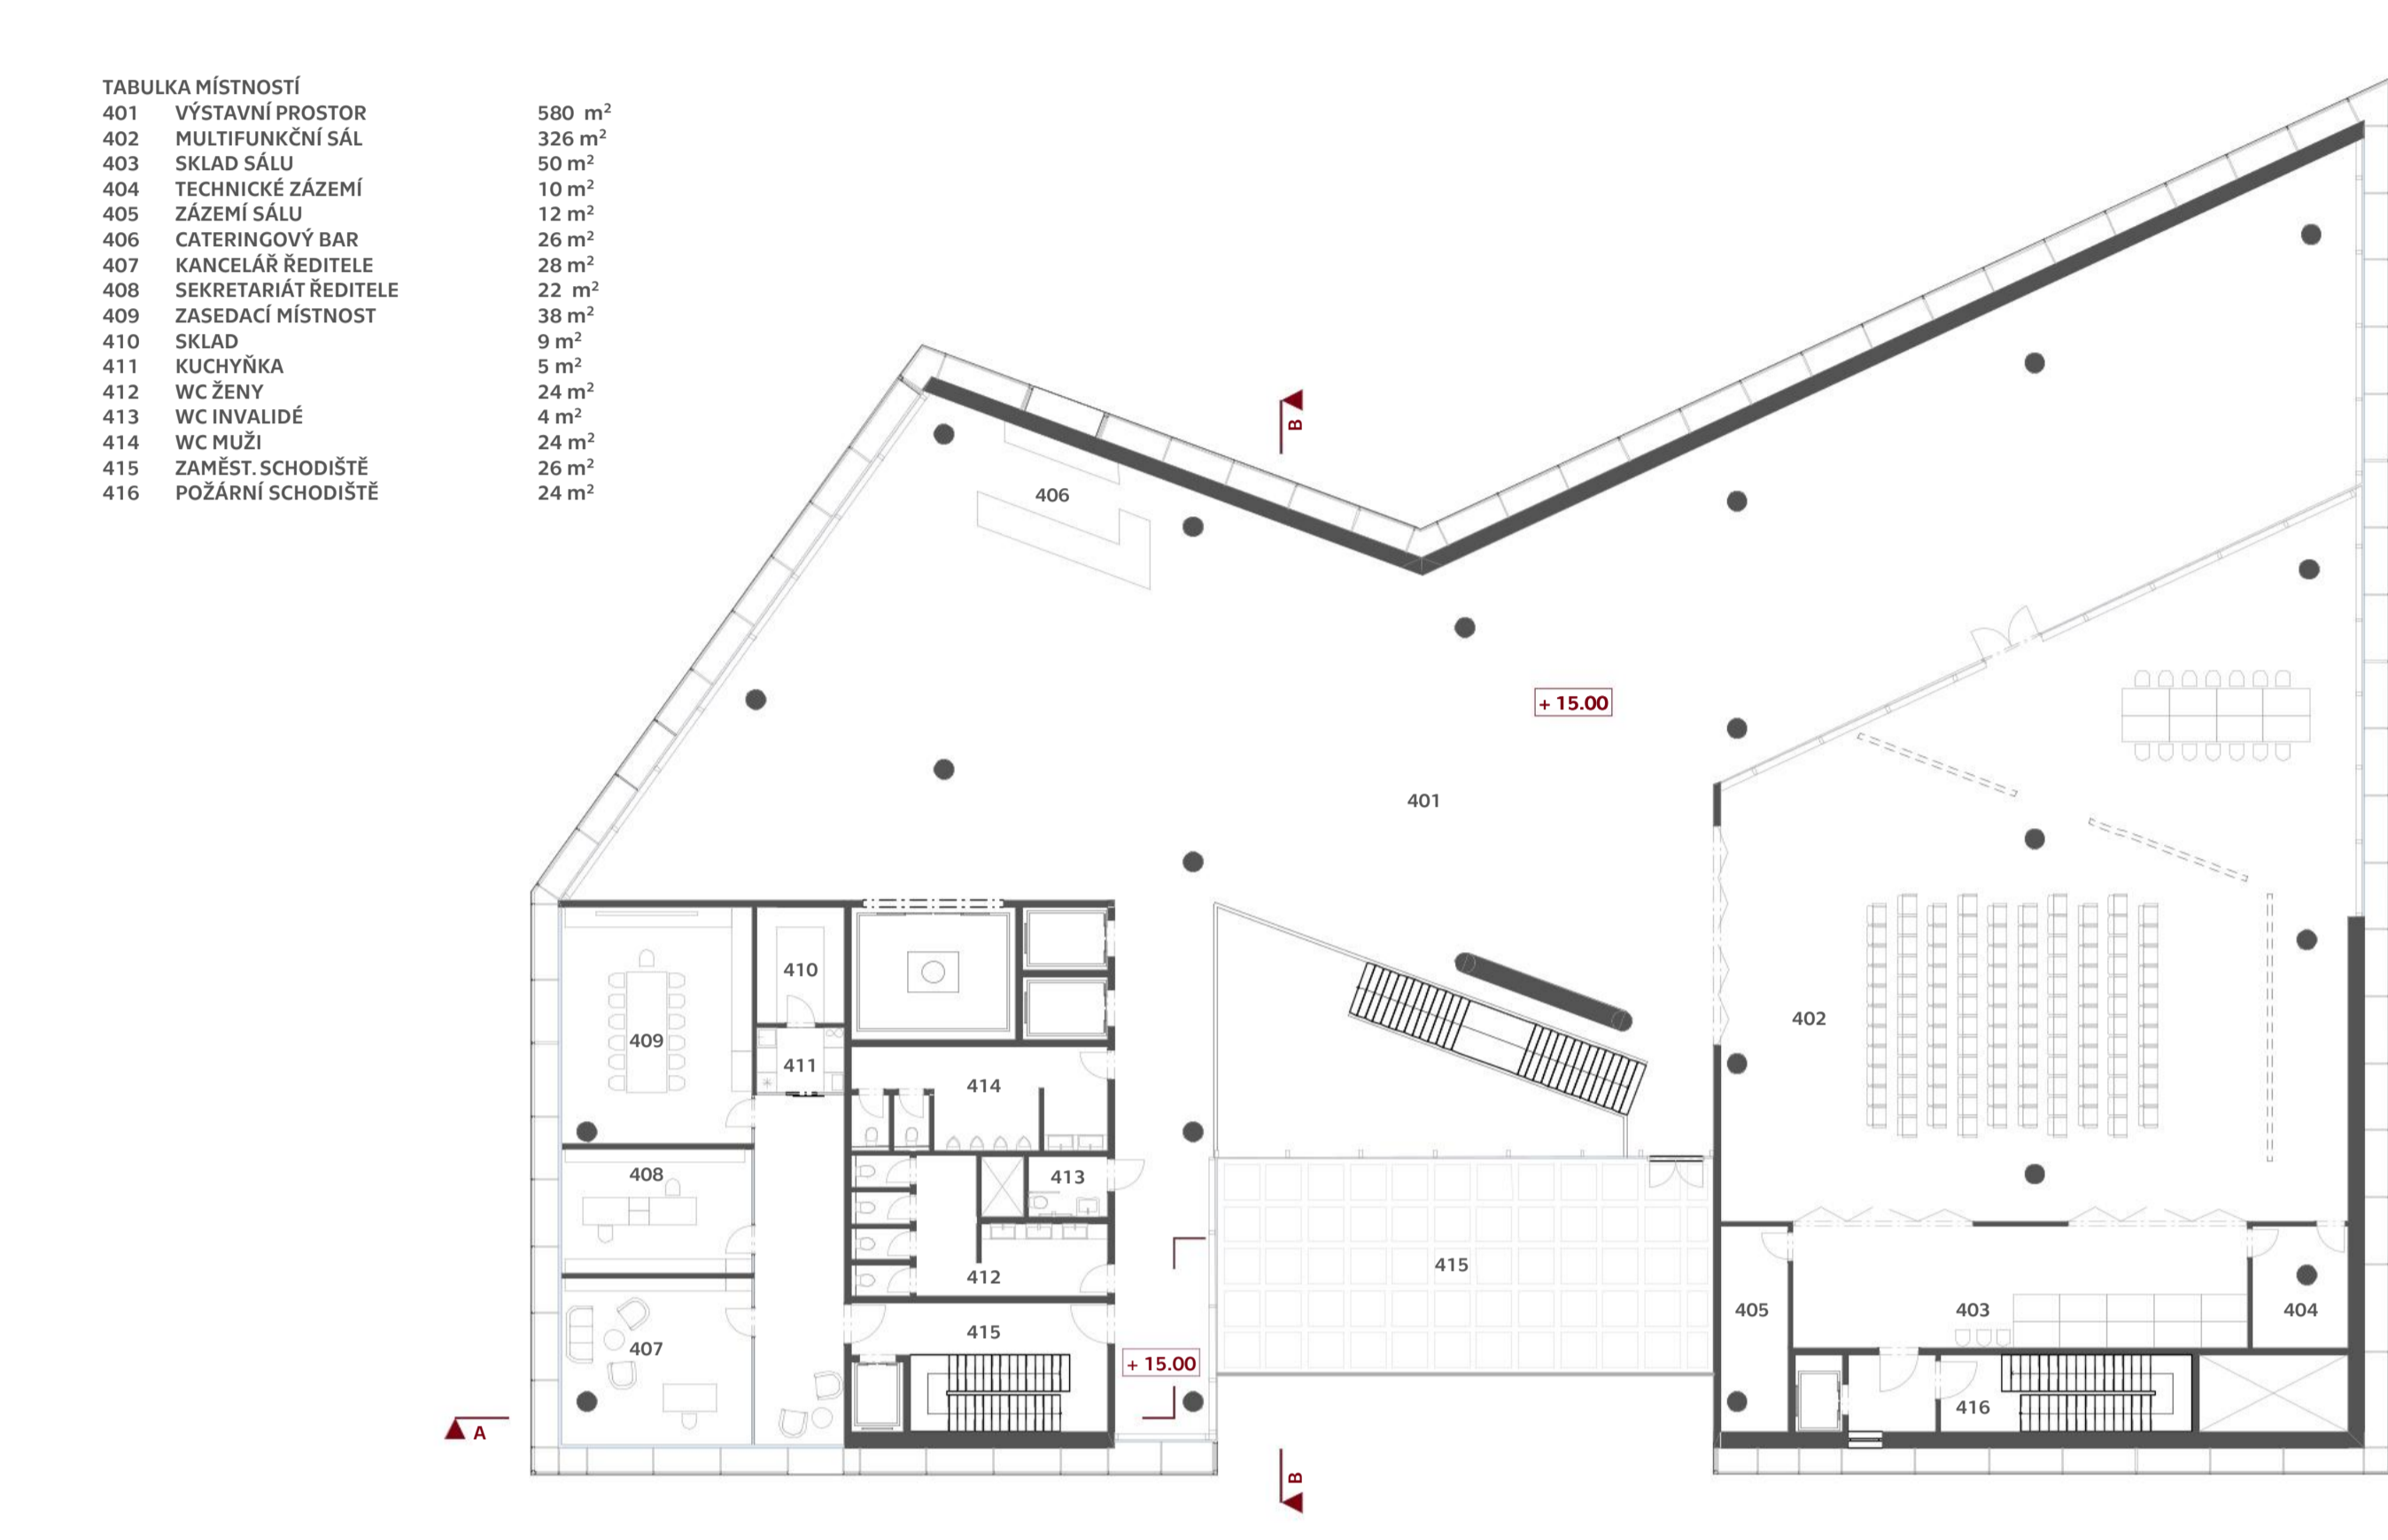 TABULKA MÍSTNOSTÍ
401 VÝSTAVNÍ PROSTOR 580 m²
402 MULTIFUNKČNÍ SÁL 326 m²
403 SKLAD SÁLU 50 m²
404 TECHNICKÉ ZÁZEMÍ 10 m²
405 ZÁZEMÍ SÁLU 12 m²
406 CATERINGOVÝ BAR 26 m²
407 KANCELÁŘ ŘEDITELE 28 m²
408 SEKRETARIÁT ŘEDITELE 22 m²
409 ZASEDACÍ MÍSTNOST 38 m²
410 SKLAD 9 m²
411 KUCHYŇKA 5 m²
412 WC ŽENY 24 m²
413 WC INVALIDÉ 4 m²
414 WC MUŽI 24 m²
415 ZAMĚST. SCHODIŠTĚ 26 m²
416 POŽÁRNÍ SCHODIŠTĚ 24 m²
B
406
+ 15.00
401
410
402
409
411
414
408
413
415
412
405
403
404
415
407
+ 15.00
416
A
B